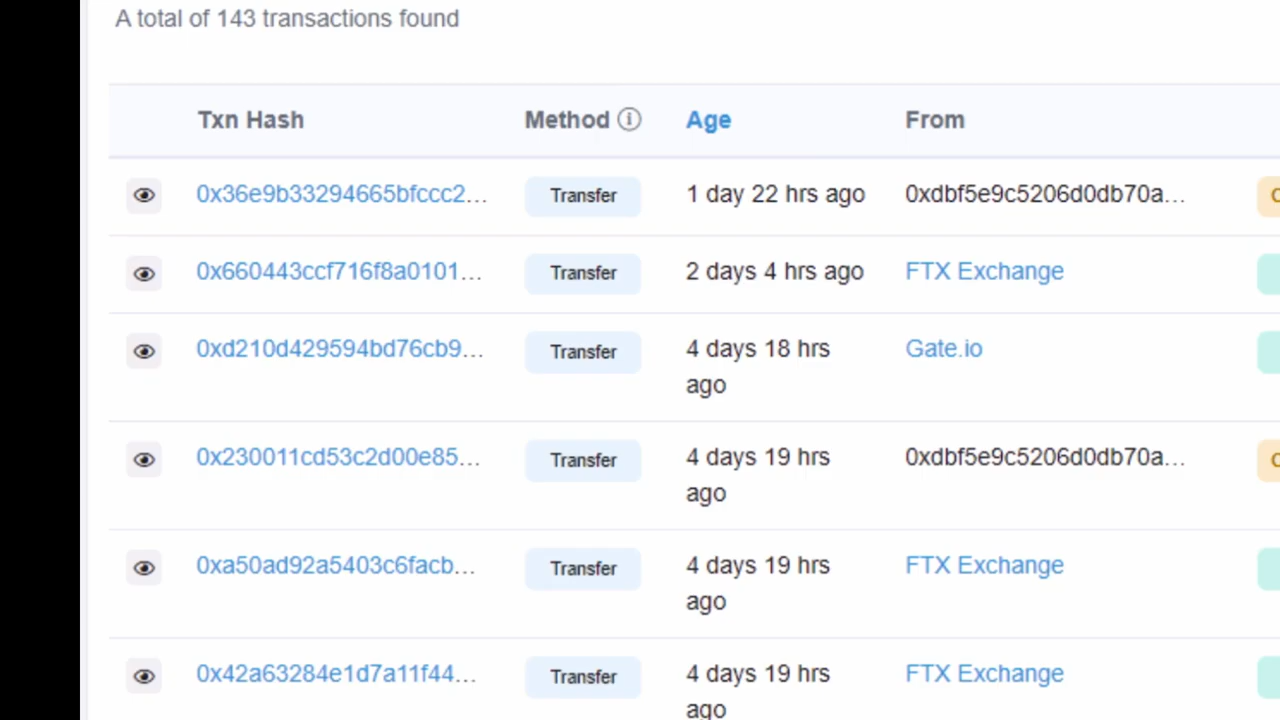 A total of 143 transactions found
Txn Hash Method Age From
0x36e9b33294665bfccc2... Transfer 1 day 22 hrs ago 0xdbf5e9c5206d0db70a...
0x660443ccf716f8a0101... Transfer 2 days 4 hrs ago FTX Exchange
0xd210d429594bd76cb9... Transfer 4 days 18 hrs Gate.io
ago
0x230011cd53c2d00e85... Transfer 4 days 19 hrs 0xdbf5e9c5206d0db70a...
ago
0xa50ad92a5403c6facb... Transfer 4 days 19 hrs FTX Exchange
ago
0x42a63284e1d7a11f44... Transfer 4 days 19 hrs FTX Exchange
ago